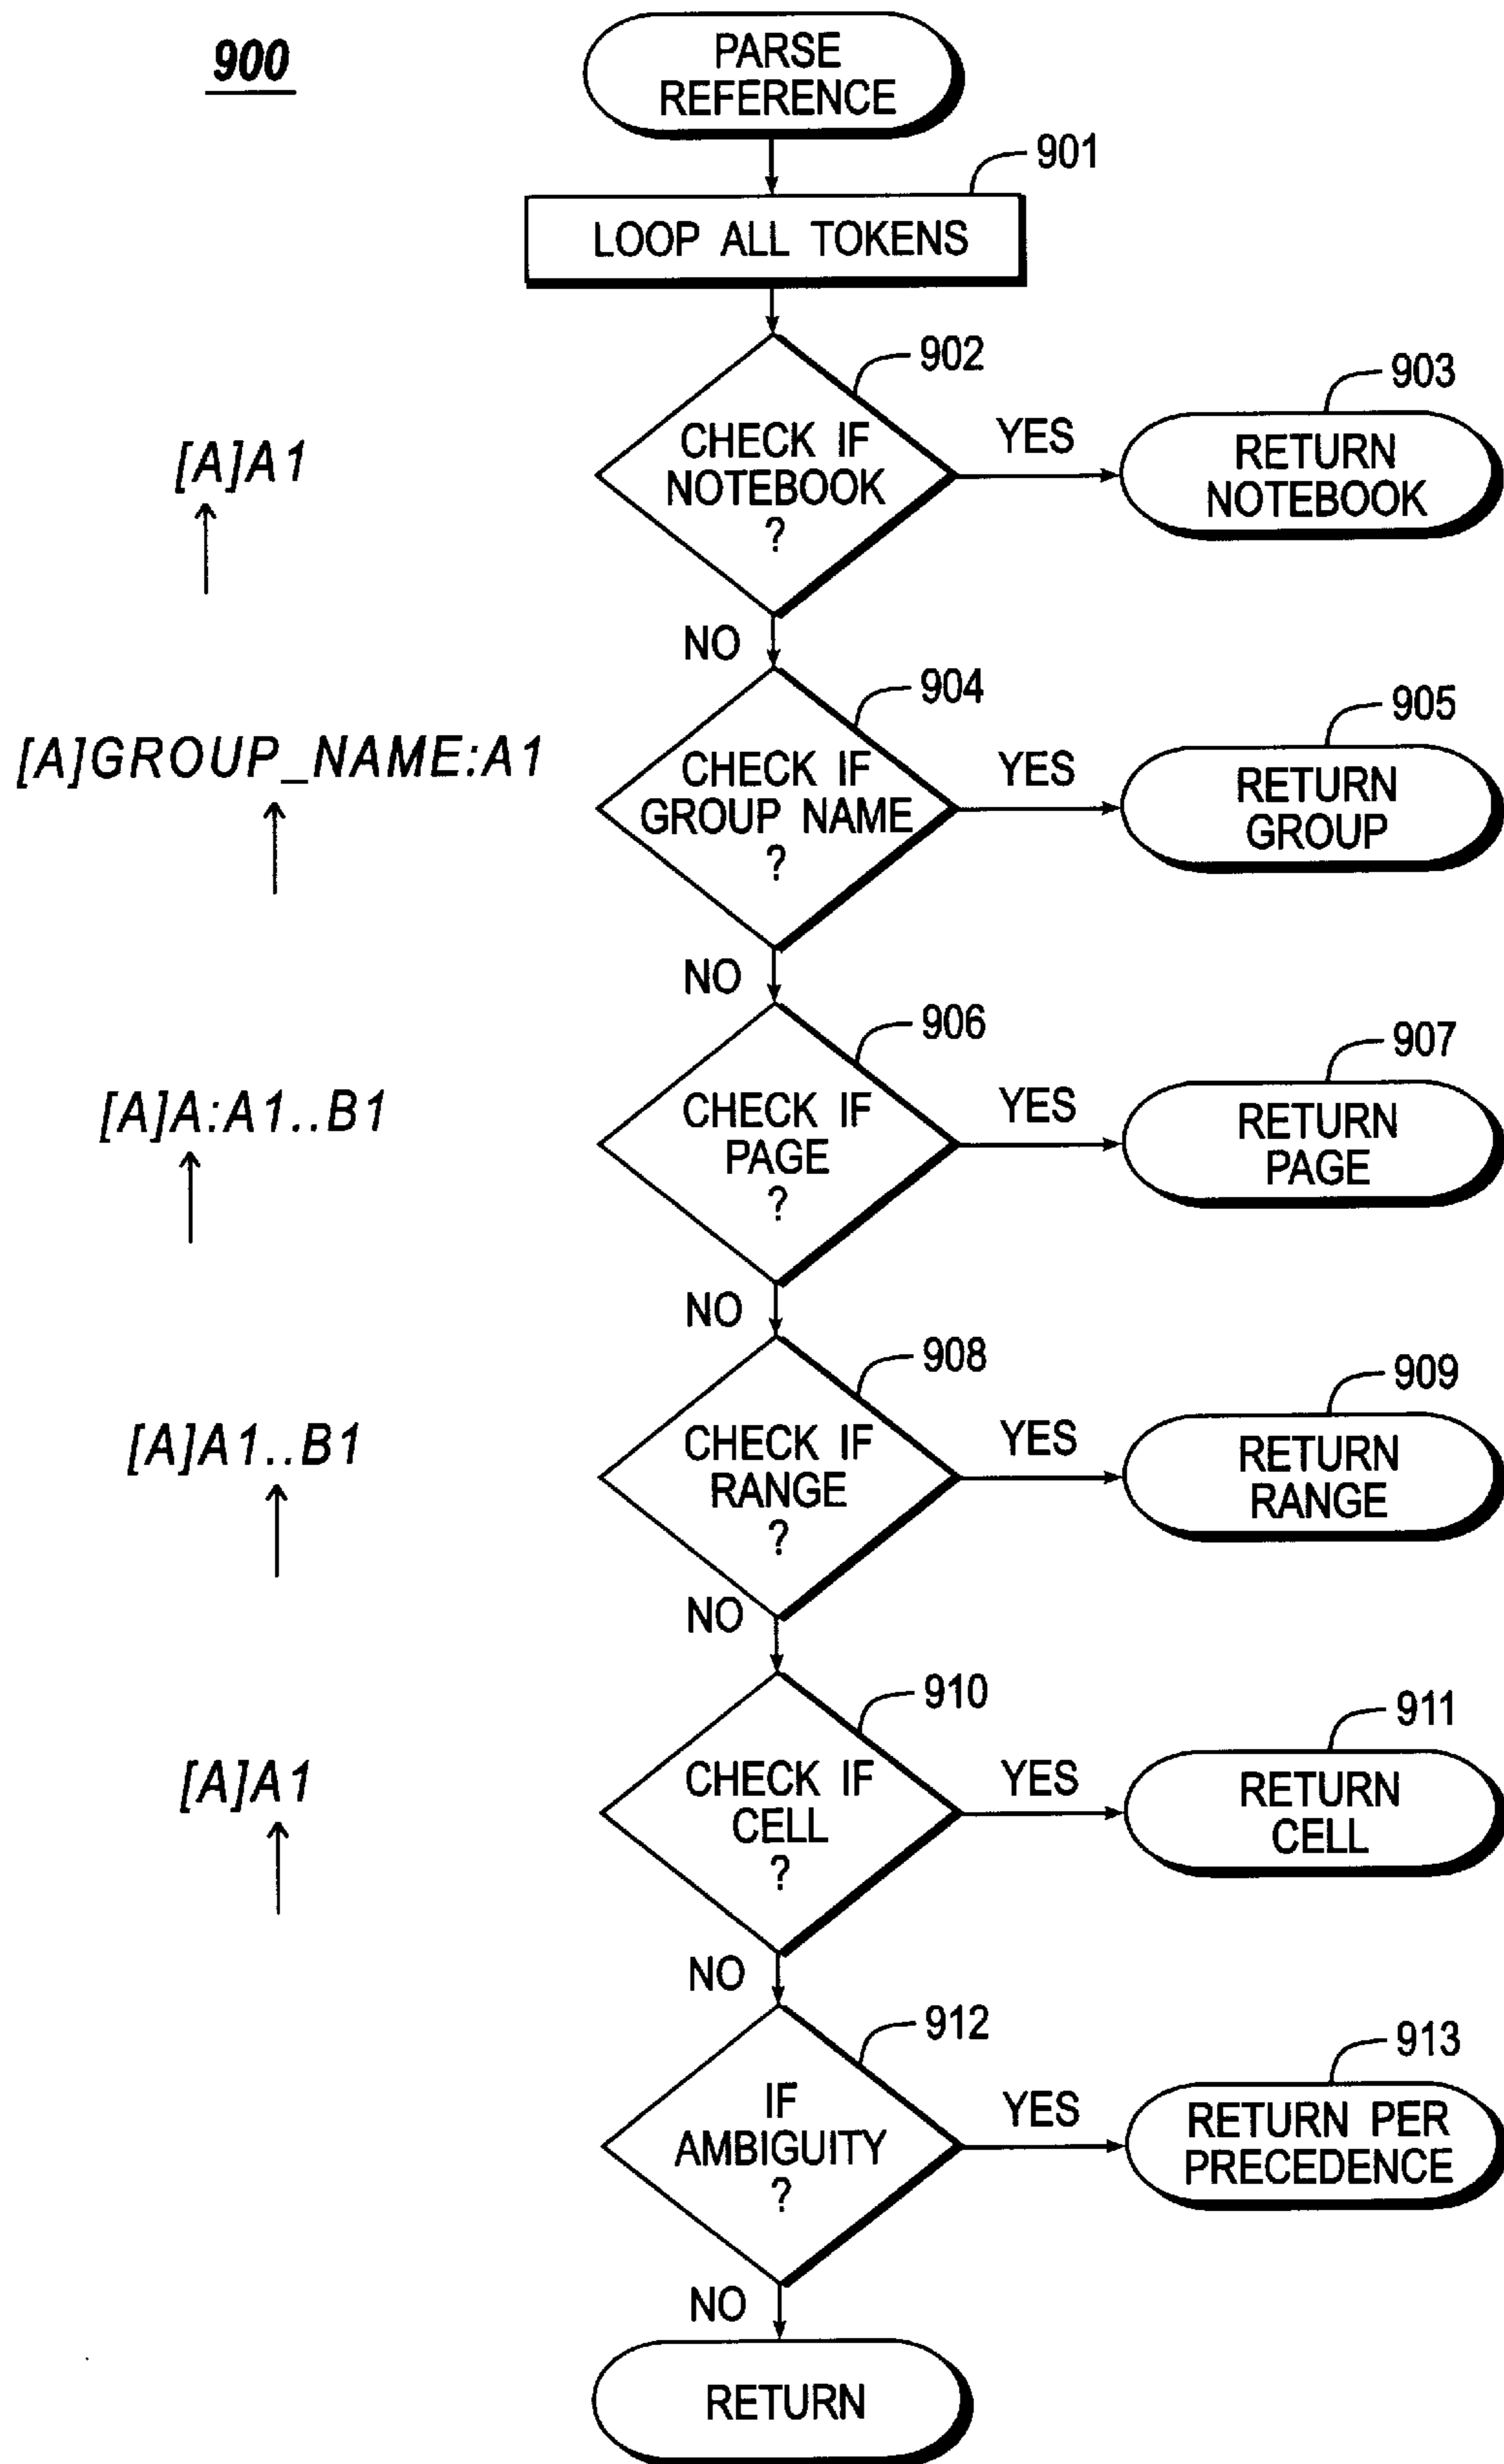 900
PARSE
REFERENCE
901
LOOP ALL TOKENS
902
903
[A]A1
CHECK IF
NOTEBOOK
?
YES
RETURN
NOTEBOOK
NO
904
905
[A]GROUP_NAME:A1
CHECK IF
GROUP NAME
?
YES
RETURN
GROUP
NO
906
907
[A]A:A1..B1
CHECK IF
PAGE
?
YES
RETURN
PAGE
NO
908
909
[A]A1..B1
CHECK IF
RANGE
?
YES
RETURN
RANGE
NO
910
911
[A]A1
CHECK IF
CELL
?
YES
RETURN
CELL
NO
912
913
IF
AMBIGUITY
?
YES
RETURN PER
PRECEDENCE
NO
RETURN